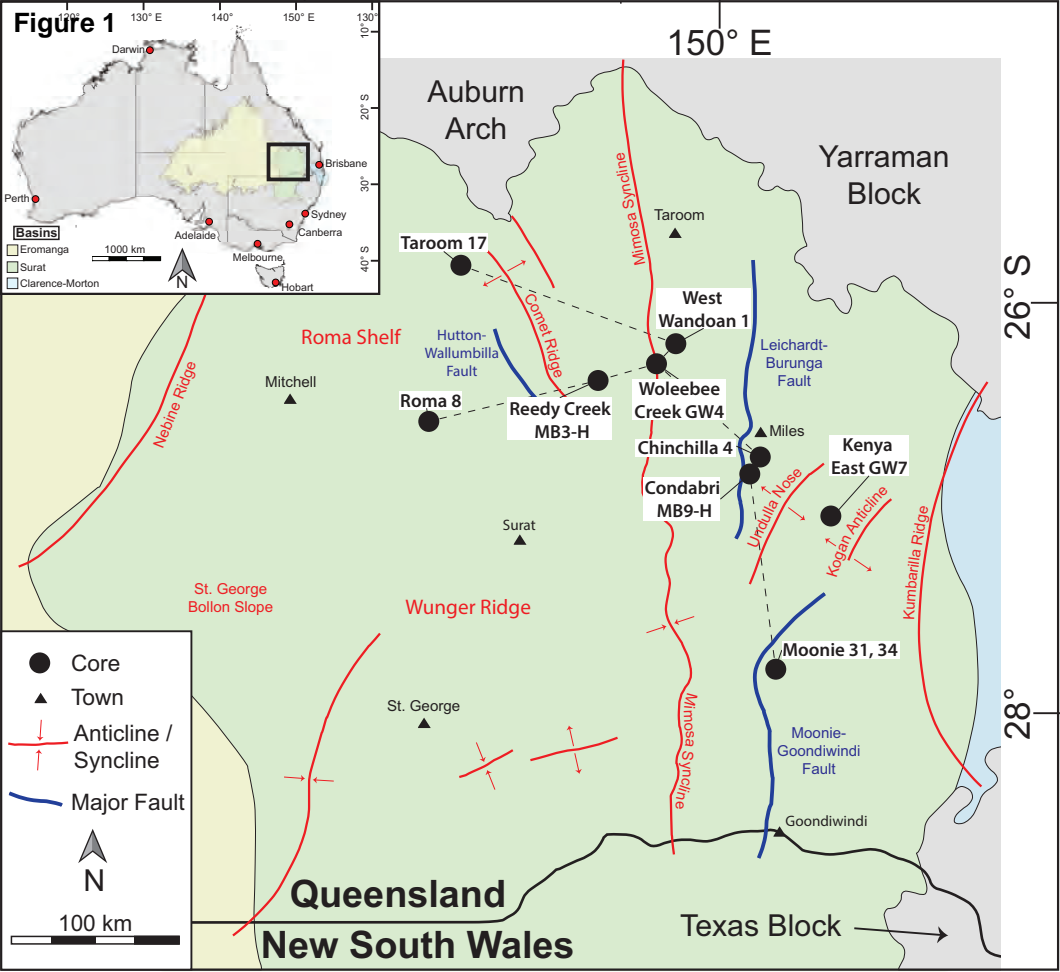 Figure 1
120° E
130° E
140° E
150° E
130°
10°
20° S
30°
40° S
Darwin
Brisbane
Perth
Sydney
Adelaide
Canberra
Melbourne
Hobart
Basins
Eromanga
Surat
Clarence-Morton
1000 km
N
150° E
26° S
28°
Auburn
Arch
Yarraman
Block
Taroom
Mimosa Syncline
Taroom 17
West
Wandoan 1
Comet Ridge
Roma Shelf
Hutton-
Wallumbilla
Fault
Leichardt-
Burunga
Fault
Nebine Ridge
Mitchell
Roma 8
Reedy Creek
MB3-H
Woleebee
Creek GW4
Miles
Chinchilla 4
Kenya
East GW7
Condabri
MB9-H
Undulla Nose
Kogan Anticline
Kumbarilla Ridge
Surat
St. George
Bollon Slope
Wunger Ridge
Moonie 31, 34
St. George
Mimosa Syncline
Moonie-
Goondiwindi
Fault
Goondiwindi
Core
Town
Anticline /
Syncline
Major Fault
N
100 km
Queensland
New South Wales
Texas Block